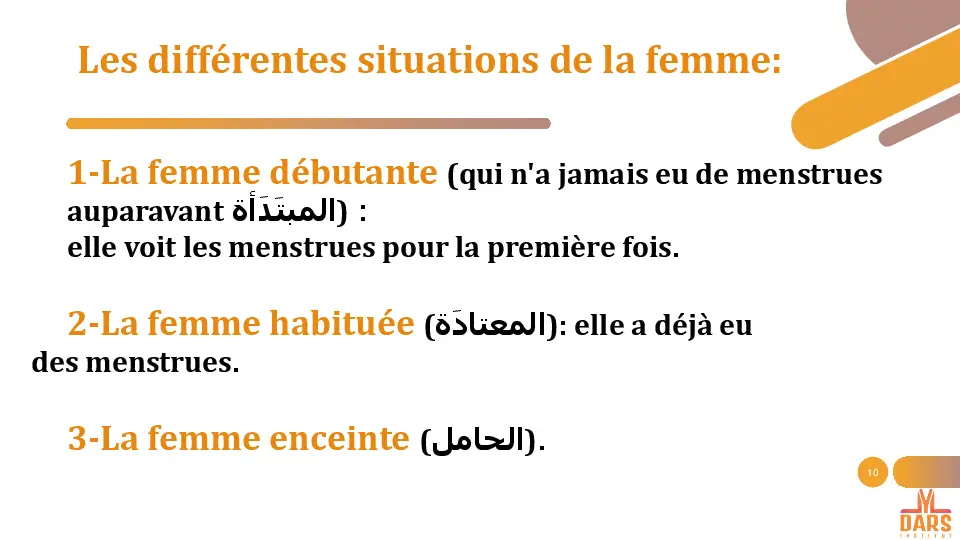 Les différentes situations de la femme:
1-La femme débutante (qui n'a jamais eu de menstrues
auparavant المبتَدَأة) :
elle voit les menstrues pour la première fois.
2-La femme habituée (المعتادَة): elle a déjà eu
des menstrues.
3-La femme enceinte (الحامل).
10
DARS
INSTITUT